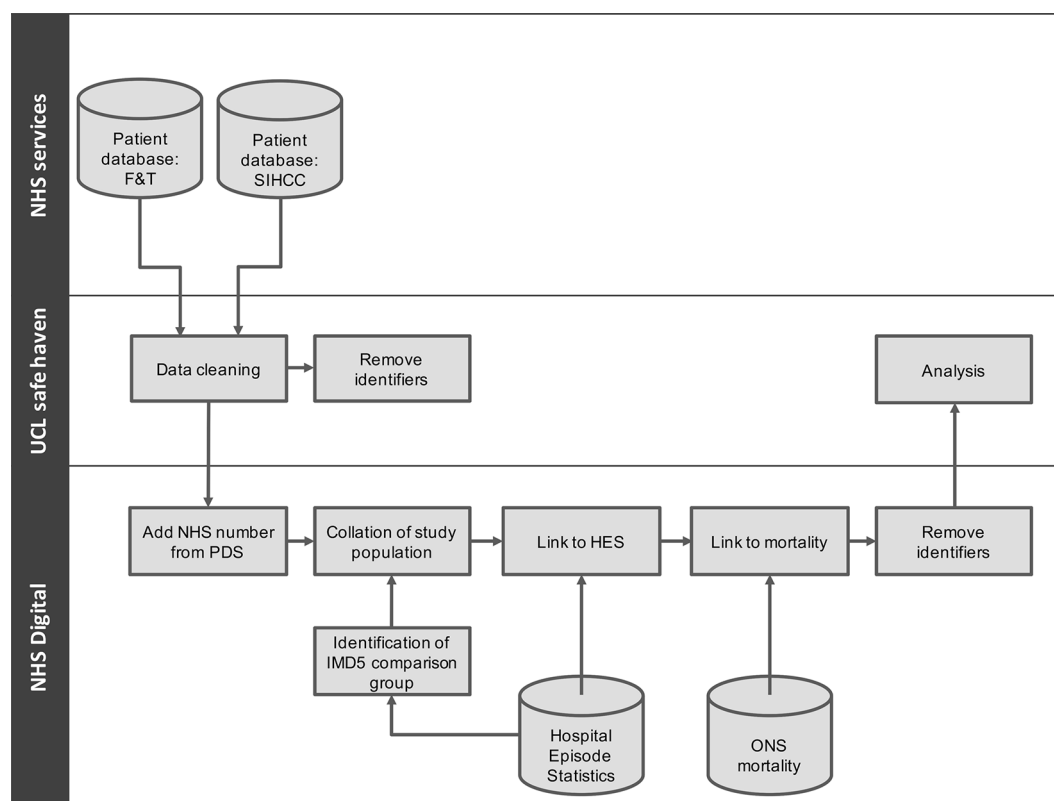 NHS services
Patient
database:
F&T
Patient
database:
SIHCC
UCL safe haven
Data cleaning
Remove
identifiers
Analysis
NHS Digital
Add NHS number
from PDS
Collation of study
population
Link to HES
Link to mortality
Remove
identifiers
Identification of
IMD5 comparison
group
Hospital
Episode
Statistics
ONS
mortality